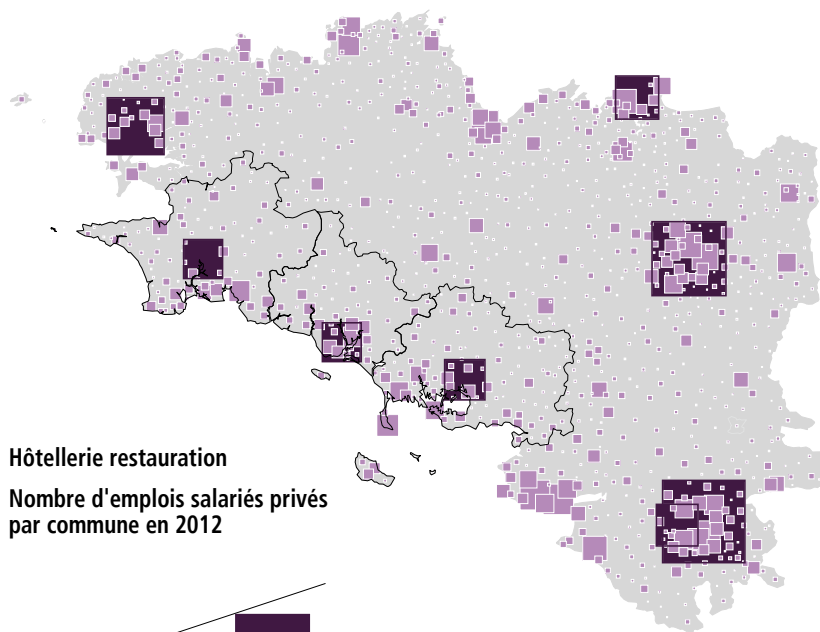 Hôtellerie restauration
Nombre d'emplois salariés privés
par commune en 2012